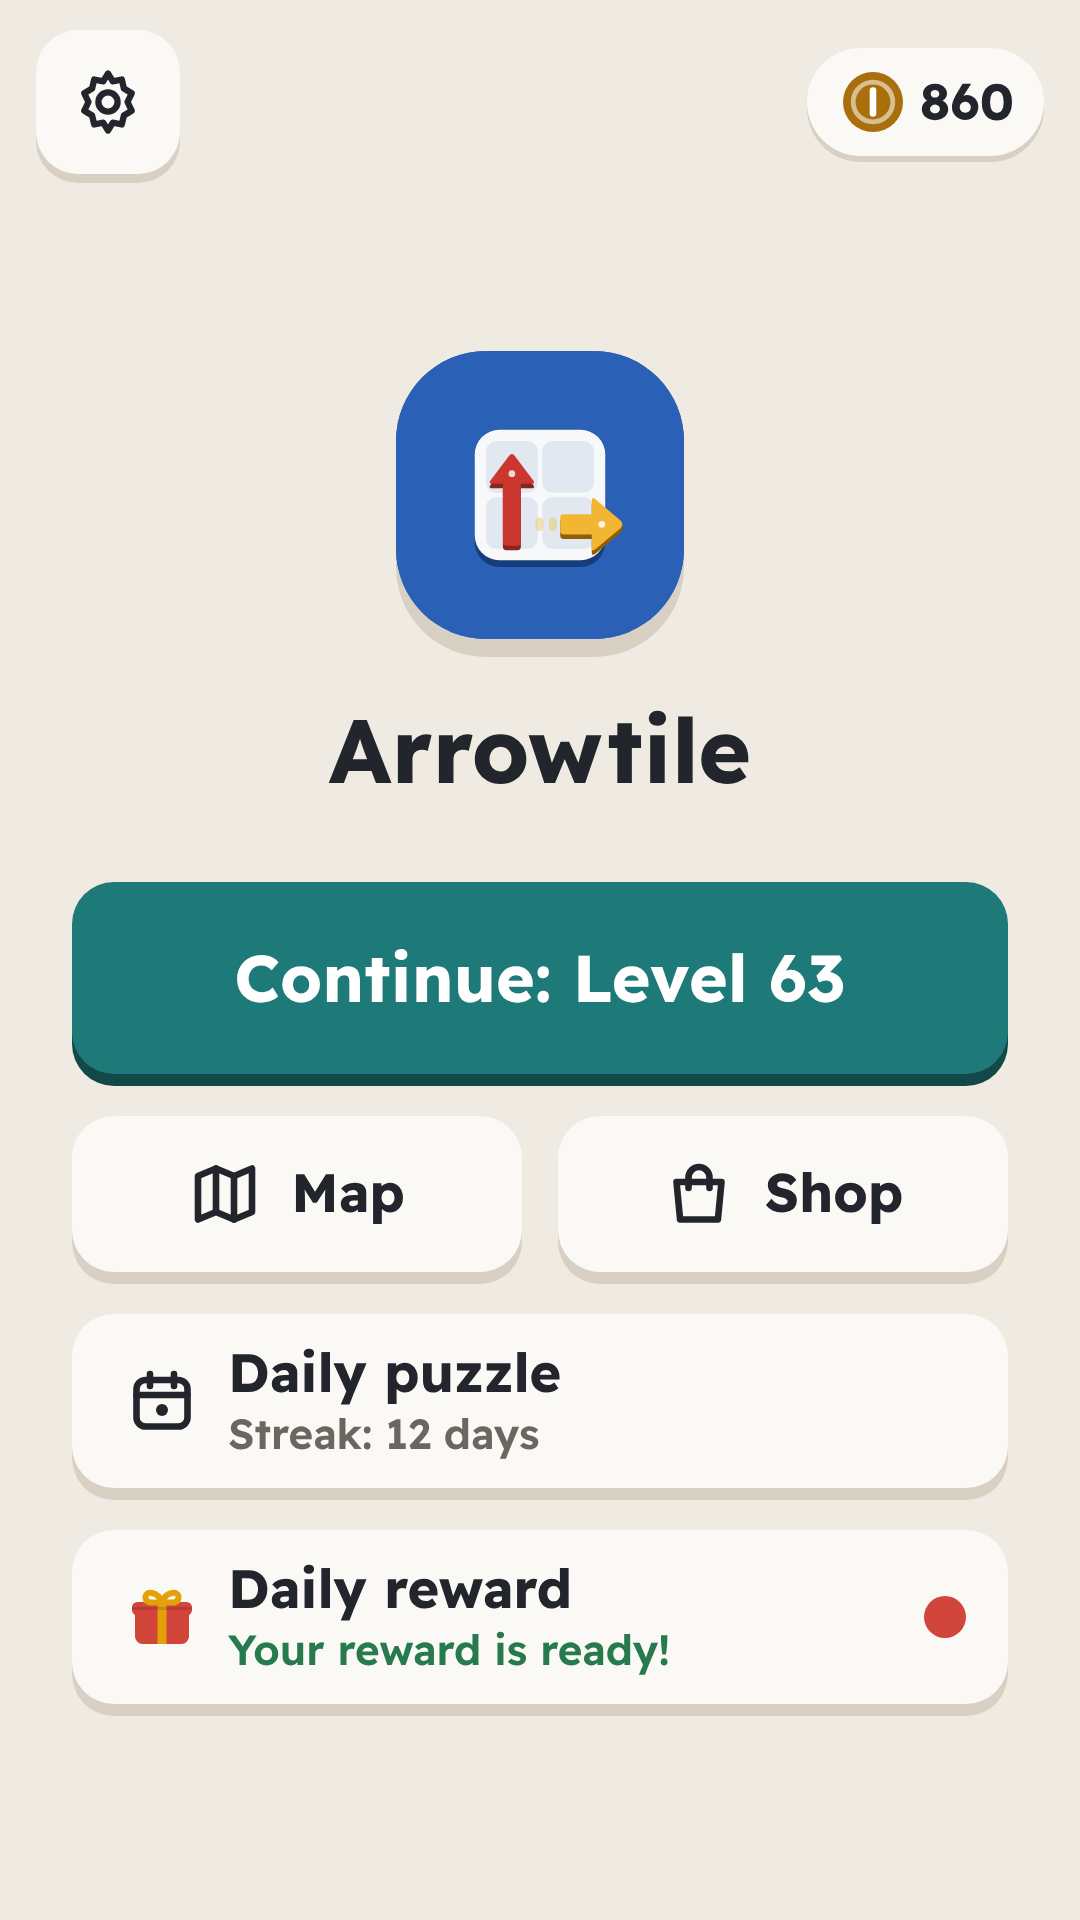 860
Arrowtile
Continue: Level 63
Map
Shop
Daily puzzle
Streak: 12 days
Daily reward
Your reward is ready!